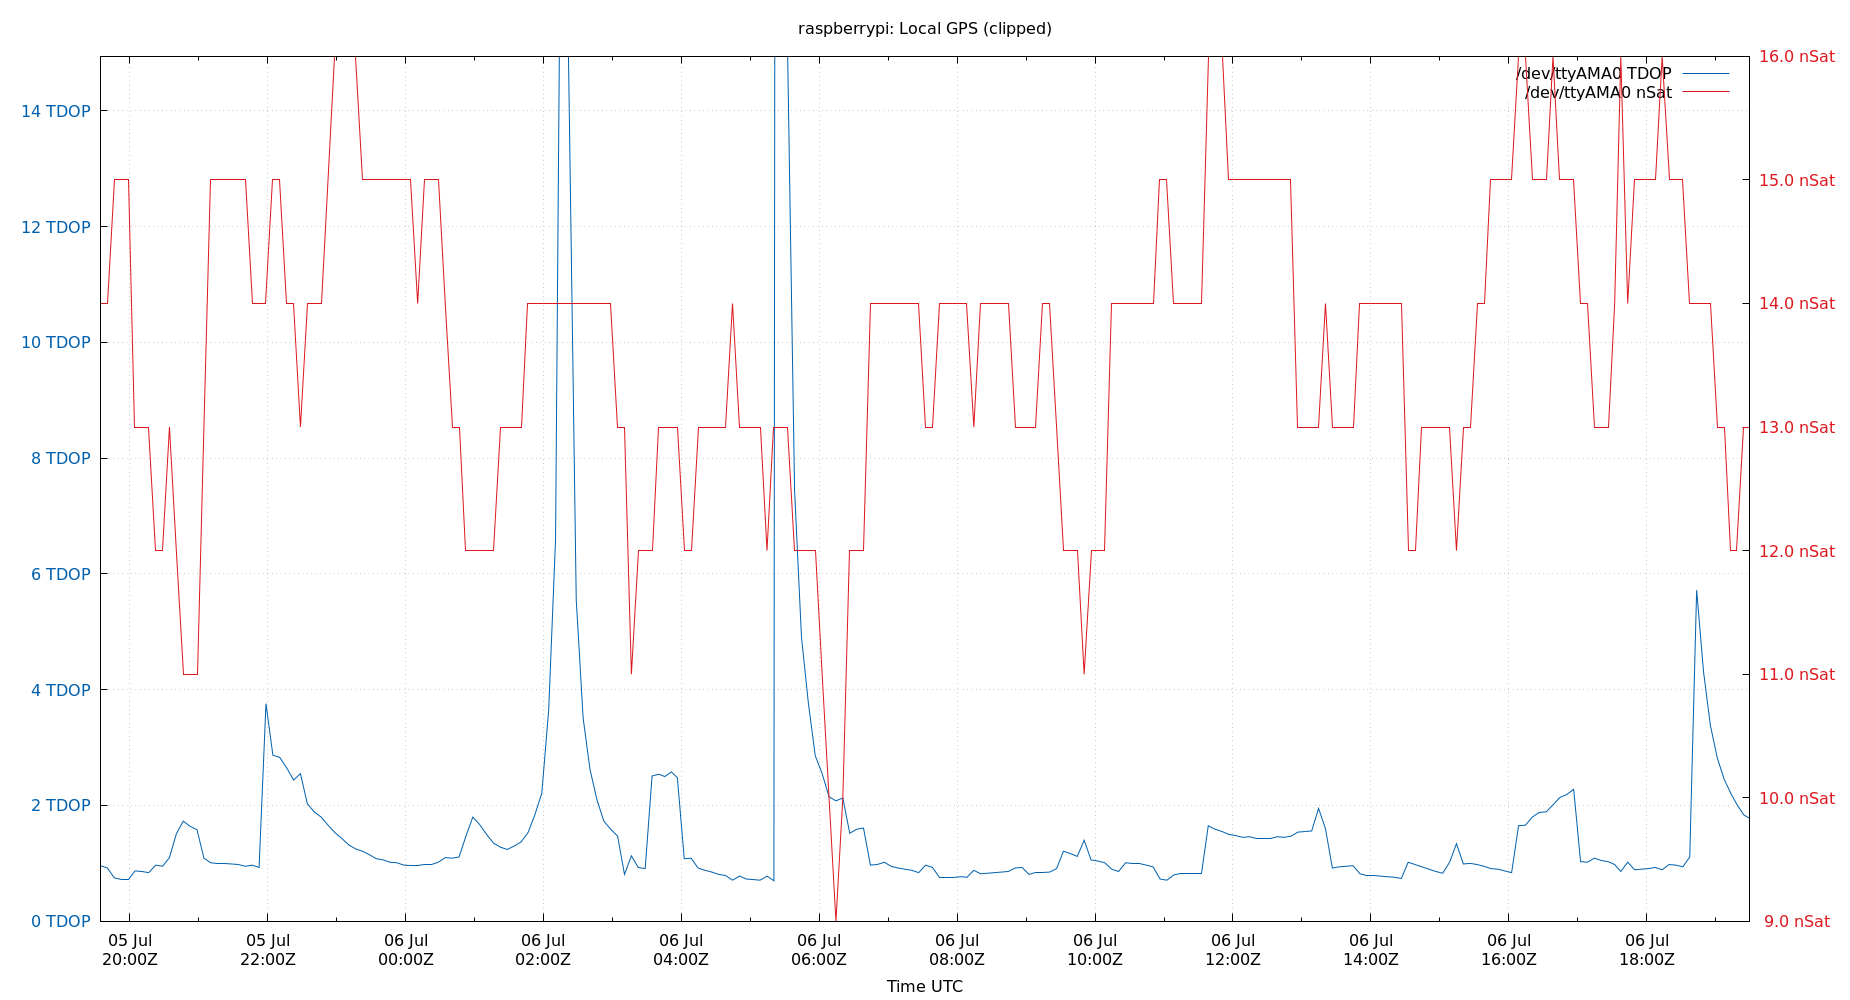 raspberrypi: Local GPS (clipped)
/dev/ttyAMA0 TDOP
/dev/ttyAMA0 nSat
14 TDOP
12 TDOP
10 TDOP
8 TDOP
6 TDOP
4 TDOP
2 TDOP
0 TDOP
16.0 nSat
15.0 nSat
14.0 nSat
13.0 nSat
12.0 nSat
11.0 nSat
10.0 nSat
9.0 nSat
05 Jul 05 Jul 06 Jul 06 Jul 06 Jul 06 Jul 06 Jul 06 Jul 06 Jul 06 Jul 06 Jul 06 Jul
20:00Z 22:00Z 00:00Z 02:00Z 04:00Z 06:00Z 08:00Z 10:00Z 12:00Z 14:00Z 16:00Z 18:00Z
Time UTC